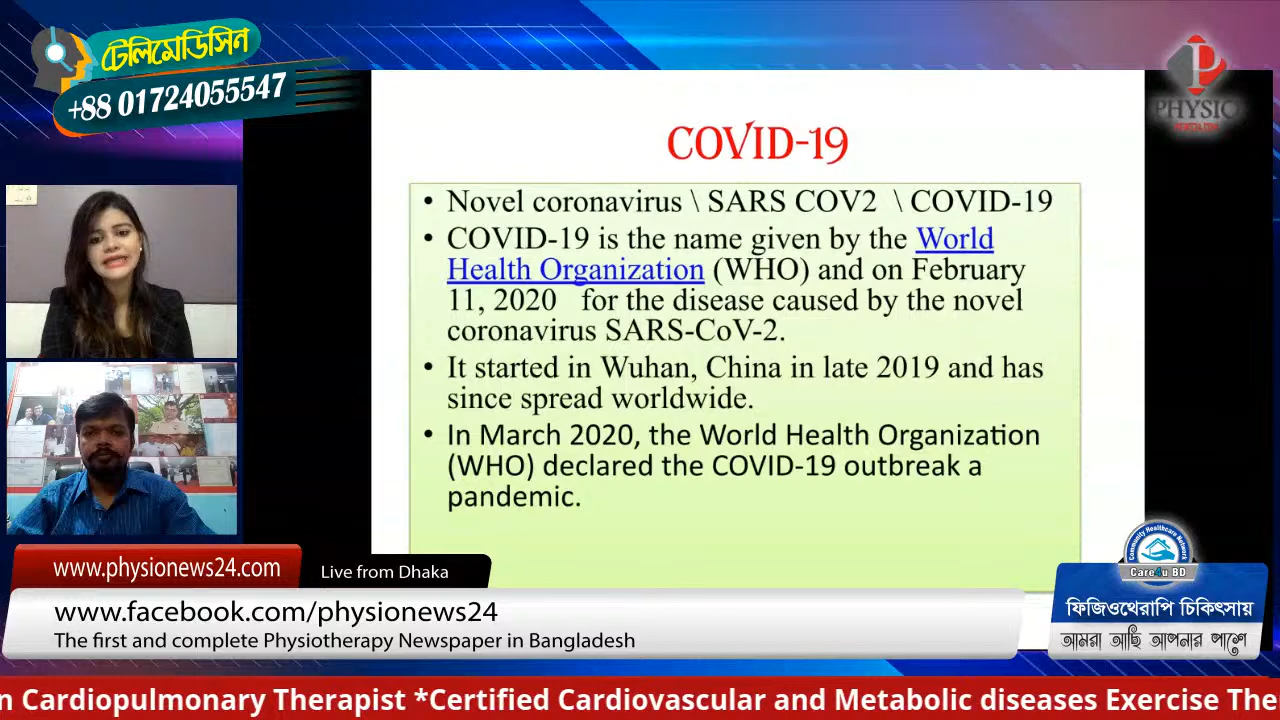 টেলিমেডিসিন
+88 01724055547
PHYSIO
COVID-19
• Novel coronavirus \ SARS COV2 \ COVID-19
• COVID-19 is the name given by the World
Health Organization (WHO) and on February
11, 2020 for the disease caused by the novel
coronavirus SARS-CoV-2.
• It started in Wuhan, China in late 2019 and has
since spread worldwide.
• In March 2020, the World Health Organization
(WHO) declared the COVID-19 outbreak a
pandemic.
www.physionews24.com
Live from Dhaka
www.facebook.com/physionews24
The first and complete Physiotherapy Newspaper in Bangladesh
Community Healthcare Network
Care4u BD
ফিজিওথেরাপি চিকিৎসায়
আমরা আছি আপনার পাশে
n Cardiopulmonary Therapist *Certified Cardiovascular and Metabolic diseases Exercise The